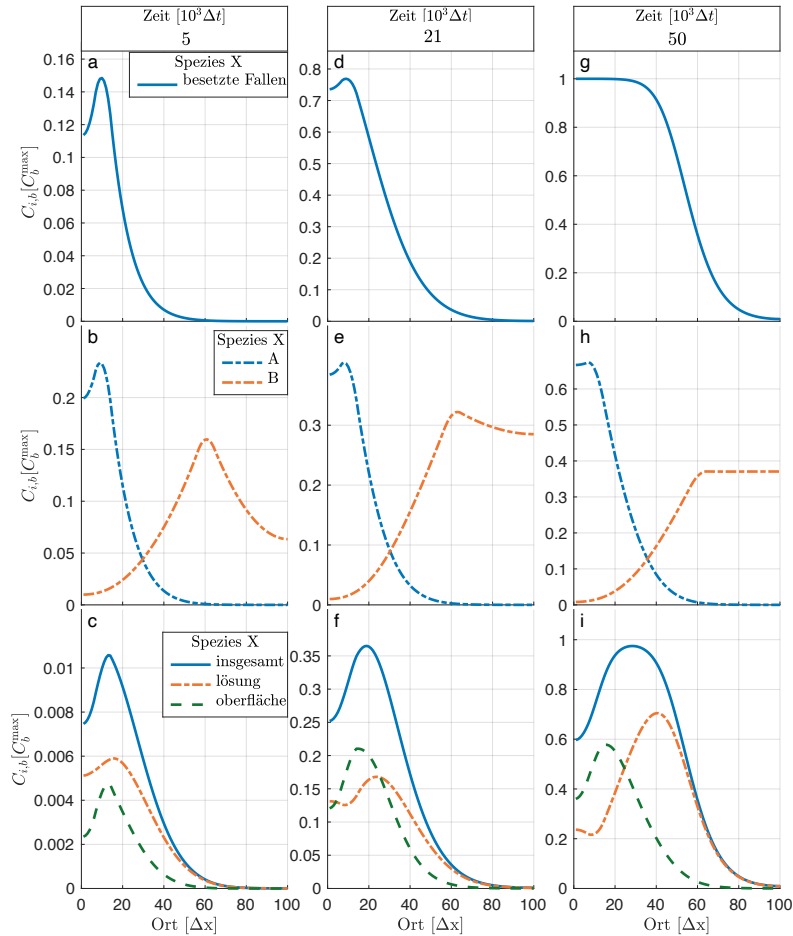 Zeit [10³Δt]
5
Zeit [10³Δt]
21
Zeit [10³Δt]
50
a
Spezies X
besetzte Fallen
0.16
0.14
0.12
0.1
0.08
0.06
0.04
0.02
0
C_{i,b}[C_b^{max}]
d
0.8
0.7
0.6
0.5
0.4
0.3
0.2
0.1
0
g
1
0.8
0.6
0.4
0.2
0
b
Spezies X
A
B
0.2
0.15
0.1
0.05
0
C_{i,b}[C_b^{max}]
e
0.3
0.2
0.1
0
h
0.6
0.5
0.4
0.3
0.2
0.1
0
c
Spezies X
insgesamt
lösung
oberfläche
0.01
0.008
0.006
0.004
0.002
0
C_{i,b}[C_b^{max}]
0 20 40 60 80 100
Ort [Δx]
f
0.35
0.3
0.25
0.2
0.15
0.1
0.05
0
0 20 40 60 80 100
Ort [Δx]
i
1
0.8
0.6
0.4
0.2
0
0 20 40 60 80 100
Ort [Δx]